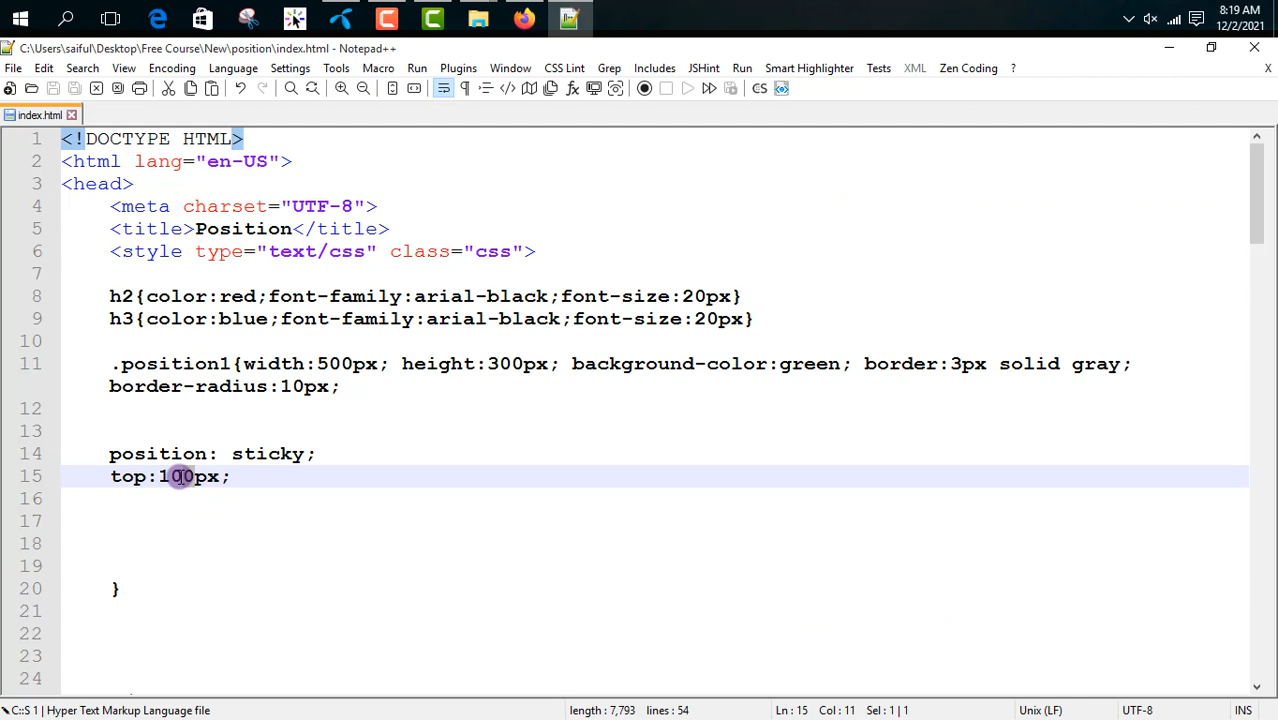 8:19 AM
12/2/2021
C:\Users\saiful\Desktop\Free Course\New\position\index.html - Notepad++
File Edit Search View Encoding Language Settings Tools Macro Run Plugins Window CSS Lint Grep Includes JSHint Run Smart Highlighter Tests XML Zen Coding ? X
index.html
1 <!DOCTYPE HTML>
2 <html lang="en-US">
3 <head>
4 <meta charset="UTF-8">
5 <title>Position</title>
6 <style type="text/css" class="css">
7
8 h2{color:red;font-family:arial-black;font-size:20px}
9 h3{color:blue;font-family:arial-black;font-size:20px}
10
11 .position1{width:500px; height:300px; background-color:green; border:3px solid gray;
border-radius:10px;
12
13
14 position: sticky;
15 top:100px;
16
17
18
19
20 }
21
22
23
24
C::S 1 | Hyper Text Markup Language file length : 7,793 lines : 54 Ln : 15 Col : 11 Sel : 1 | 1 Unix (LF) UTF-8 INS